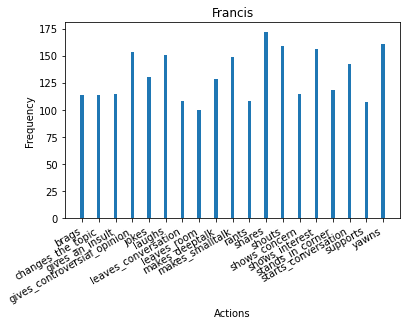 Francis
Frequency
175
150
125
100
75
50
25
0
brags
changes_the_topic
gives_an_insult
gives_controversial_opinion
jokes
laughs
leaves_conversation
leaves_room
makes_deeptalk
makes_smalltalk
rants
shares
shouts
shows_concern
shows_interest
stands_in_corner
starts_conversation
supports
yawns
Actions